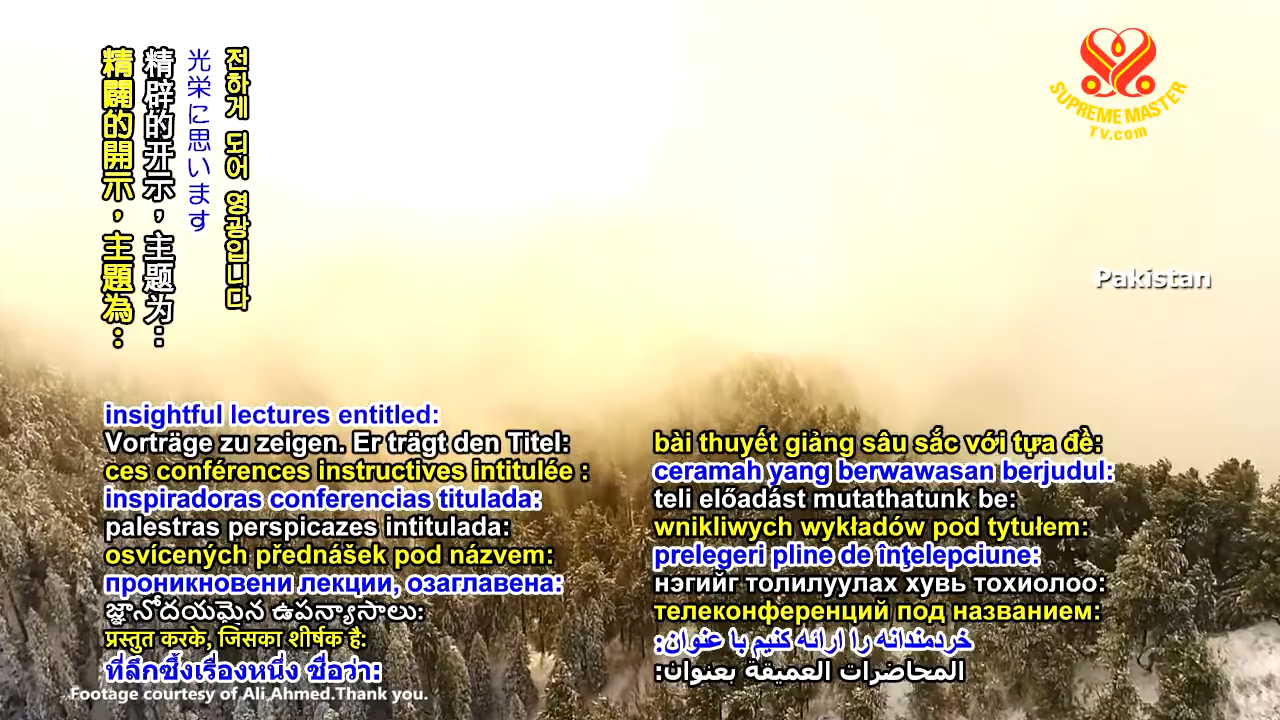 전하게 되어 영광입니다
光栄に思います
精辟的开示，主题为：
精闢的開示，主題為：
SUPREME MASTER
TV.com
Pakistan
insightful lectures entitled:
Vorträge zu zeigen. Er trägt den Titel:
ces conférences instructives intitulée :
inspiradoras conferencias titulada:
palestras perspicazes intitulada:
osvícených přednášek pod názvem:
проникновени лекции, озаглавена:
జ్ఞానోదయమైన ఉపన్యాసాలు:
प्रस्तुत करके, जिसका शीर्षक है:
ที่ลึกซึ้งเรื่องหนึ่ง ชื่อว่า:
bài thuyết giảng sâu sắc với tựa đề:
ceramah yang berwawasan berjudul:
teli előadást mutathatunk be:
wnikliwych wykładów pod tytułem:
prelegeri pline de înţelepciune:
нэгийг толилуулах хувь тохиолоо:
телеконференций под названием:
خردمندانه را ارائه کنیم با عنوان:
المحاضرات العميقة بعنوان:
Footage courtesy of Ali Ahmed.Thank you.